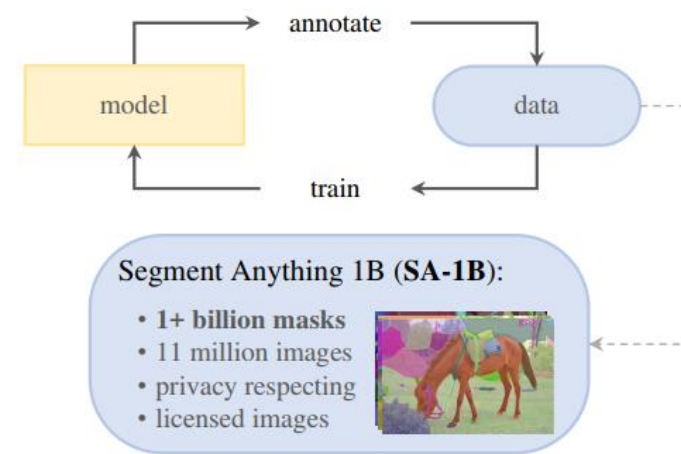 annotate
model
data
train
Segment Anything 1B (SA-1B):
• 1+ billion masks
• 11 million images
• privacy respecting
• licensed images